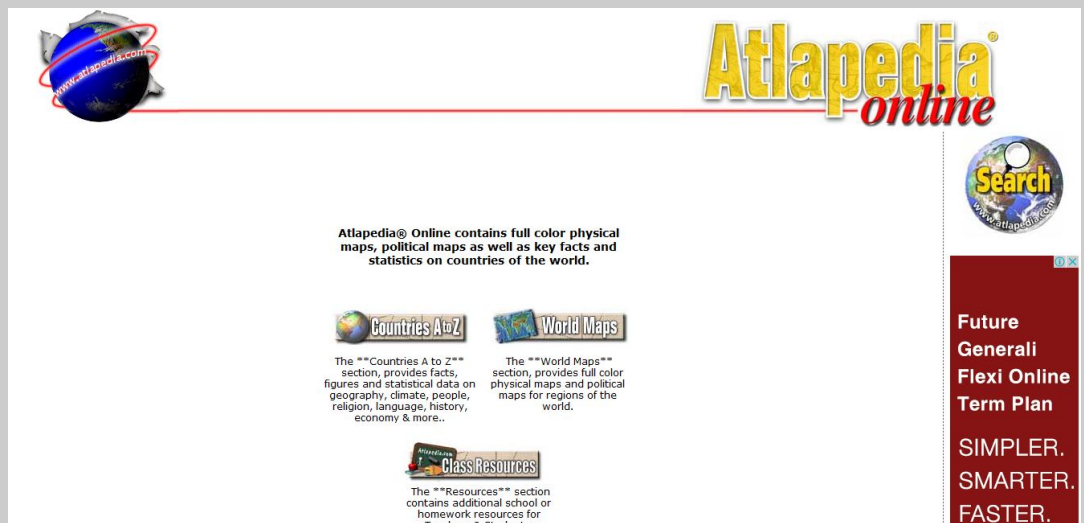 www.atlapedia.com
Atlapedia®
online
Search
www.atlapedia.com
Atlapedia® Online contains full color physical
maps, political maps as well as key facts and
statistics on countries of the world.
Countries A to Z
World Maps
The **Countries A to Z**
section, provides facts,
figures and statistical data on
geography, climate, people,
religion, language, history,
economy & more..
The **World Maps**
section, provides full color
physical maps and political
maps for regions of the
world.
Atlapedia.com
Class Resources
The **Resources** section
contains additional school or
homework resources for
Future
Generali
Flexi Online
Term Plan
SIMPLER.
SMARTER.
FASTER.